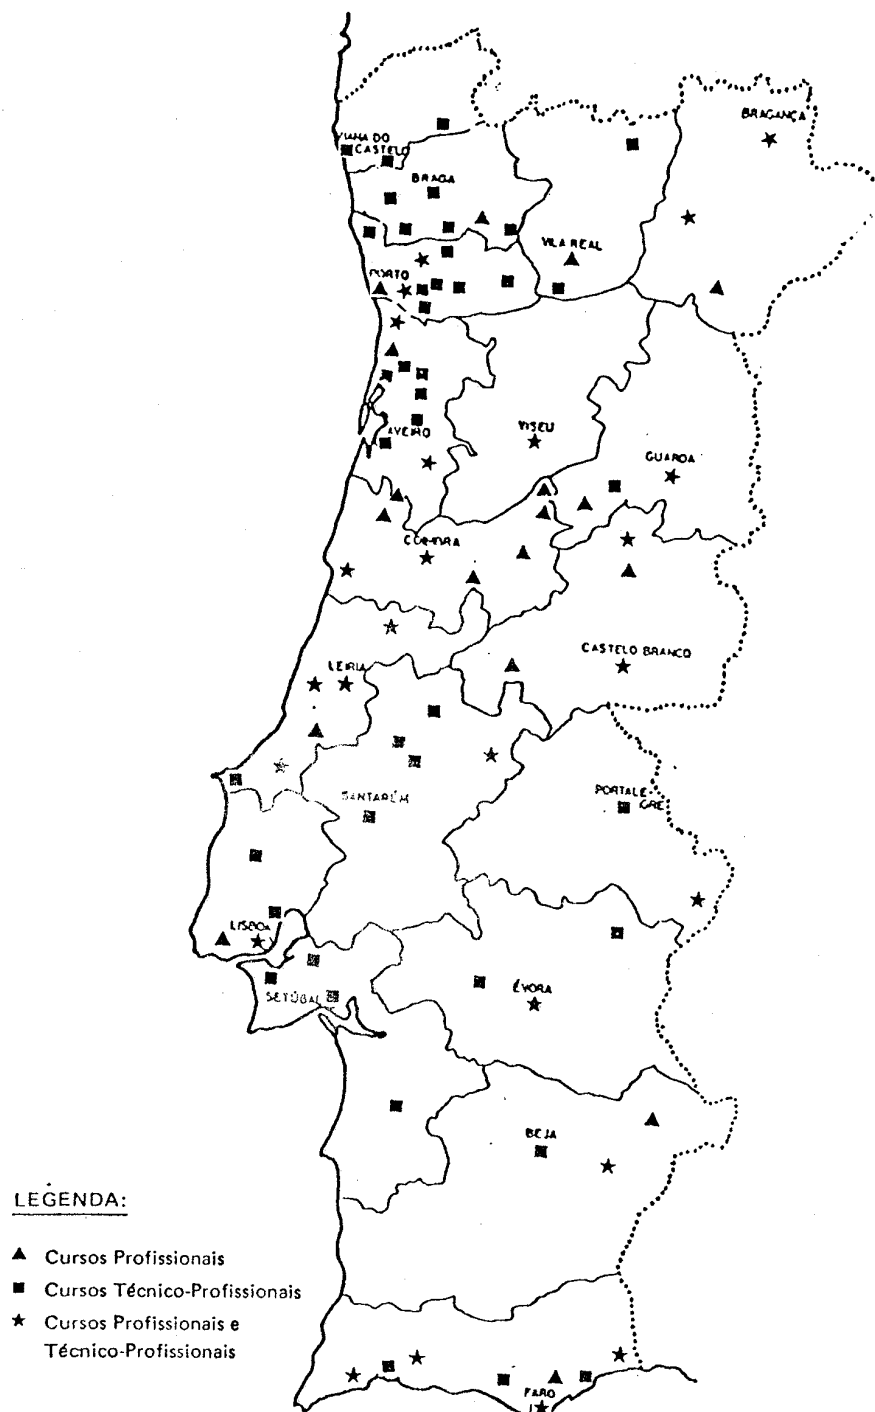 BRAGANÇA
VIANA DO
CASTELO
BRAGA
VILA REAL
PORTO
AVEIRO
VISEU
GUARDA
COIMBRA
CASTELO BRANCO
LEIRIA
PORTALE-
GRE
SANTARÉM
LISBOA
SETÚBAL
ÉVORA
BEJA
LEGENDA:
Cursos Profissionais
Cursos Técnico-Profissionais
Cursos Profissionais e
Técnico-Profissionais
FARO